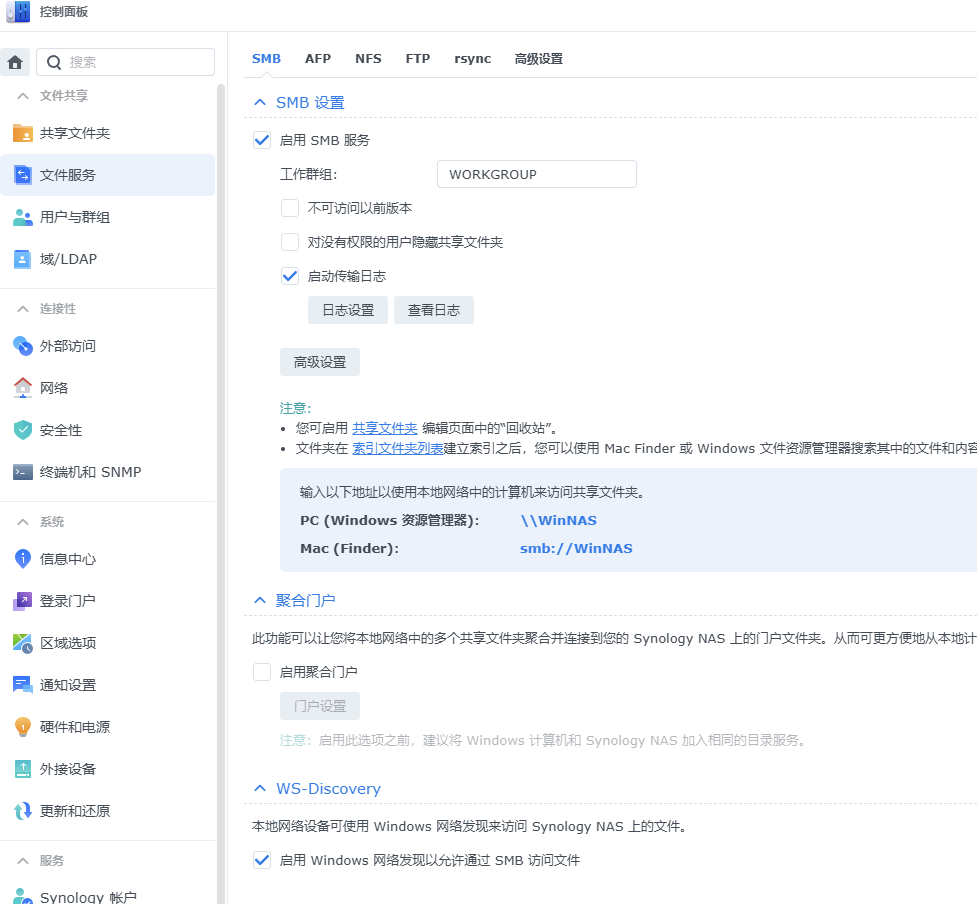 控制面板
搜索
文件共享
共享文件夹
文件服务
用户与群组
域/LDAP
连接性
外部访问
网络
安全性
终端机和 SNMP
系统
信息中心
登录门户
区域选项
通知设置
硬件和电源
外接设备
更新和还原
服务
Synology 帐户
SMB AFP NFS FTP rsync 高级设置
SMB 设置
启用 SMB 服务
工作群组: WORKGROUP
不可访问以前版本
对没有权限的用户隐藏共享文件夹
启动传输日志
日志设置 查看日志
高级设置
注意:
• 您可启用 共享文件夹 编辑页面中的“回收站”。
• 文件夹在 索引文件夹列表建立索引之后，您可以使用 Mac Finder 或 Windows 文件资源管理器搜索其中的文件和内容
输入以下地址以使用本地网络中的计算机来访问共享文件夹。
PC (Windows 资源管理器): \\WinNAS
Mac (Finder): smb://WinNAS
聚合门户
此功能可以让您将本地网络中的多个共享文件夹聚合并连接到您的 Synology NAS 上的门户文件夹。从而可更方便地从本地计
启用聚合门户
门户设置
注意: 启用此选项之前，建议将 Windows 计算机和 Synology NAS 加入相同的目录服务。
WS-Discovery
本地网络设备可使用 Windows 网络发现来访问 Synology NAS 上的文件。
启用 Windows 网络发现以允许通过 SMB 访问文件